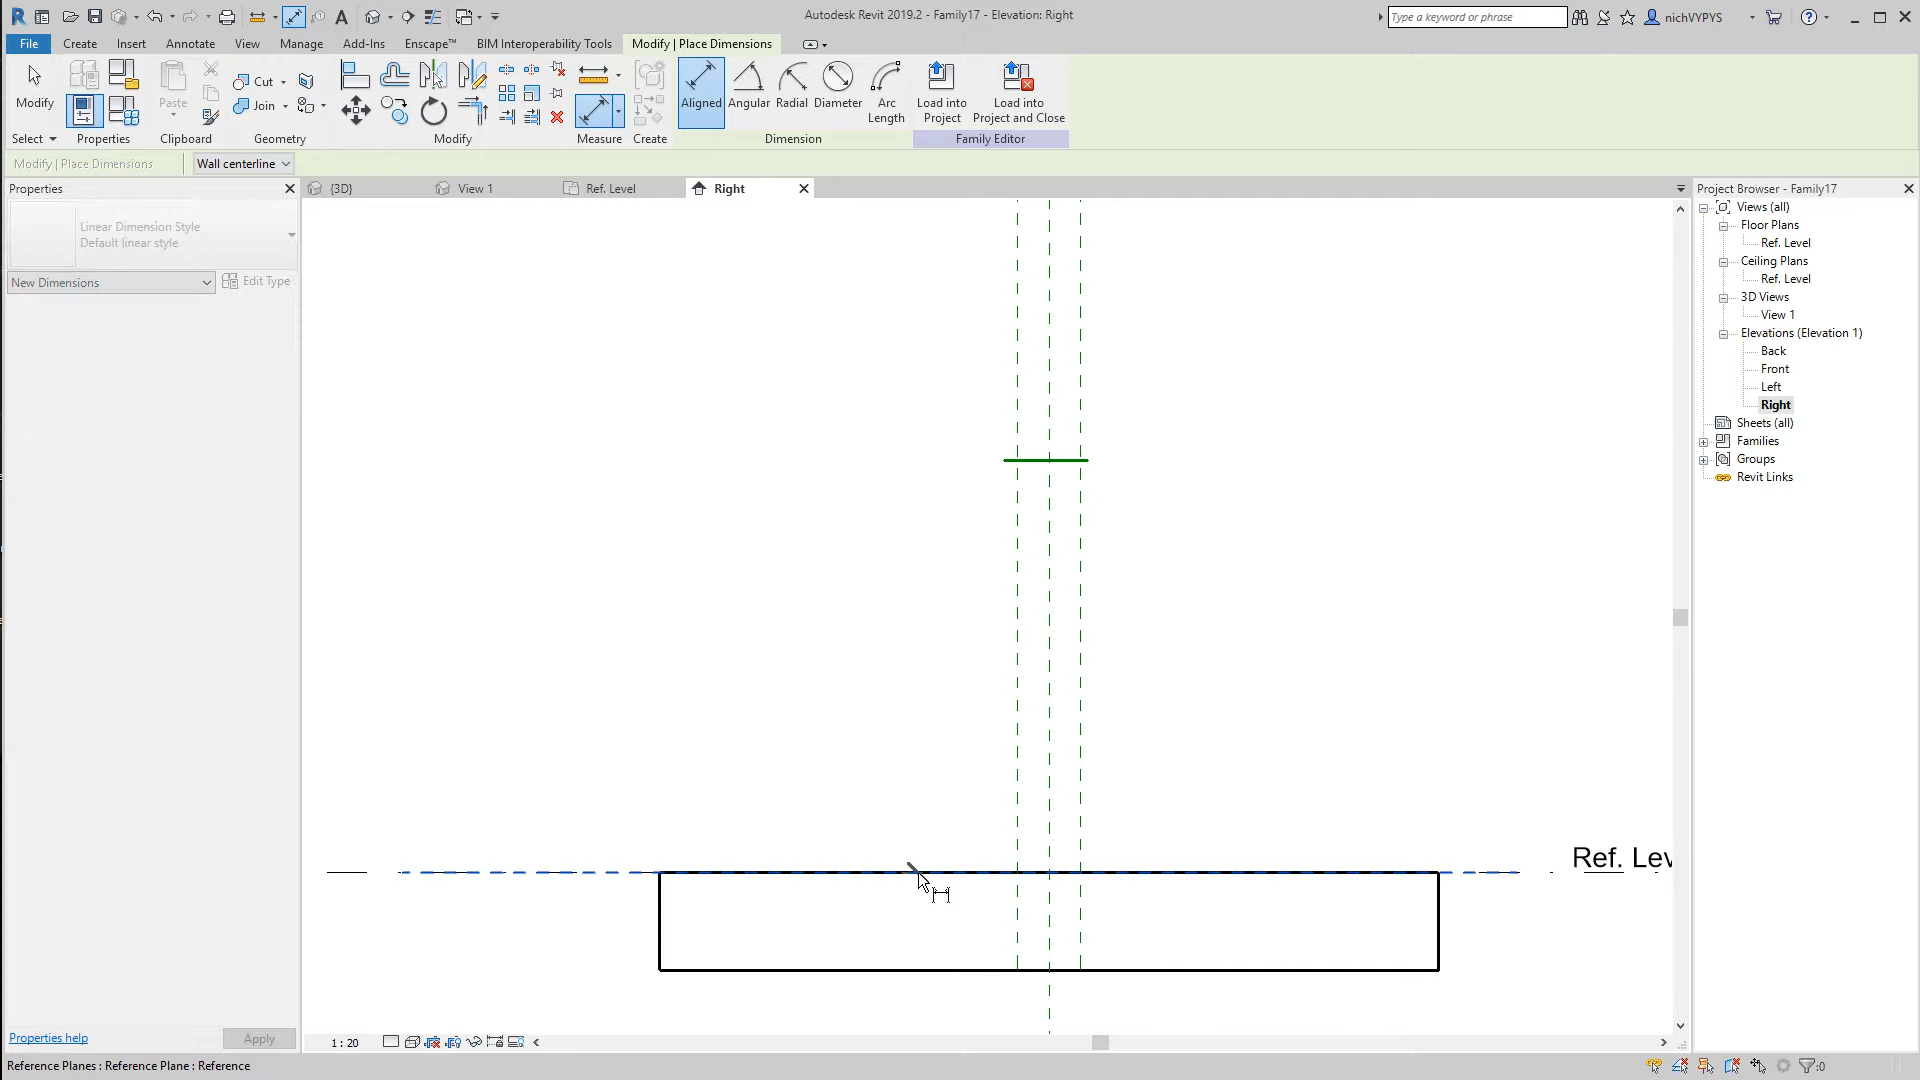 Autodesk Revit 2019.2 - Family17 - Elevation: Right
Type a keyword or phrase
nichVYPYS
File
Create
Insert
Annotate
View
Manage
Add-Ins
Enscape™
BIM Interoperability Tools
Modify | Place Dimensions
Modify
Paste
Cut
Join
Aligned
Angular
Radial
Diameter
Arc
Length
Load into
Project
Load into
Project and Close
Select
Properties
Clipboard
Geometry
Modify
Measure
Create
Dimension
Family Editor
Modify | Place Dimensions
Wall centerline
Properties
{3D}
View 1
Ref. Level
Right
Project Browser - Family17
Linear Dimension Style
Default linear style
New Dimensions
Edit Type
Views (all)
Floor Plans
Ref. Level
Ceiling Plans
Ref. Level
3D Views
View 1
Elevations (Elevation 1)
Back
Front
Left
Right
Sheets (all)
Families
Groups
Revit Links
Ref. Lev
Properties help
Apply
1 : 20
Reference Planes : Reference Plane : Reference
:0